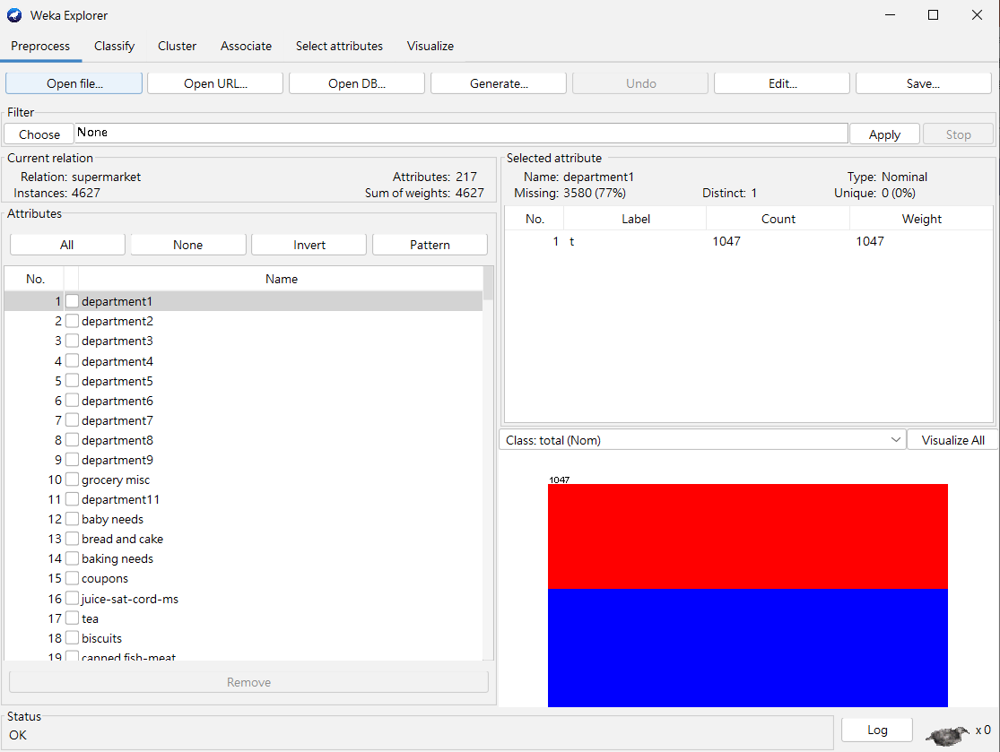 Weka Explorer
Preprocess Classify Cluster Associate Select attributes Visualize
Open file... Open URL... Open DB... Generate... Undo Edit... Save...
Filter
Choose None Apply Stop
Current relation
Relation: supermarket Attributes: 217
Instances: 4627 Sum of weights: 4627
Attributes
All None Invert Pattern
No. Name
1 department1
2 department2
3 department3
4 department4
5 department5
6 department6
7 department7
8 department8
9 department9
10 grocery misc
11 department11
12 baby needs
13 bread and cake
14 baking needs
15 coupons
16 juice-sat-cord-ms
17 tea
18 biscuits
19 canned fish-meat
Remove
Selected attribute
Name: department1 Type: Nominal
Missing: 3580 (77%) Distinct: 1 Unique: 0 (0%)
No. Label Count Weight
1 t 1047 1047
Class: total (Nom) Visualize All
1047
Status
OK
Log x 0